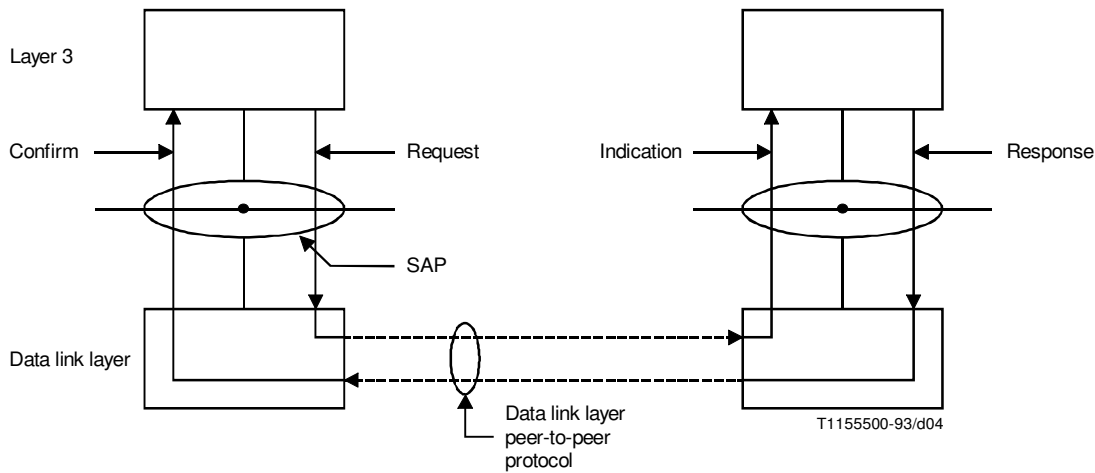 Layer 3
Confirm
Request
Indication
Response
SAP
Data link layer
Data link layer
peer-to-peer
protocol
T1155500-93/d04